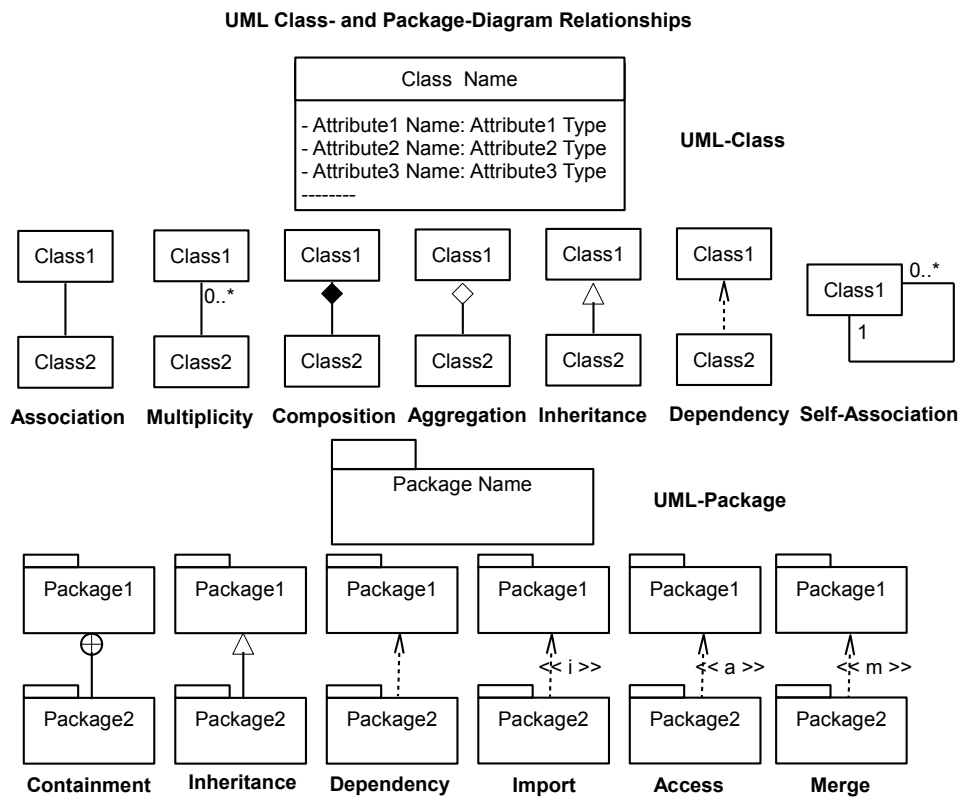 UML Class- and Package-Diagram Relationships
Class Name
- Attribute1 Name: Attribute1 Type
- Attribute2 Name: Attribute2 Type
- Attribute3 Name: Attribute3 Type
--------
UML-Class
Class1
Class1
Class1
Class1
Class1
Class1
0..*
0..*
Class1
1
Class2
Class2
Class2
Class2
Class2
Class2
Association
Multiplicity
Composition
Aggregation
Inheritance
Dependency
Self-Association
Package Name
UML-Package
Package1
Package1
Package1
Package1
Package1
Package1
<< i >>
<< a >>
<< m >>
Package2
Package2
Package2
Package2
Package2
Package2
Containment
Inheritance
Dependency
Import
Access
Merge